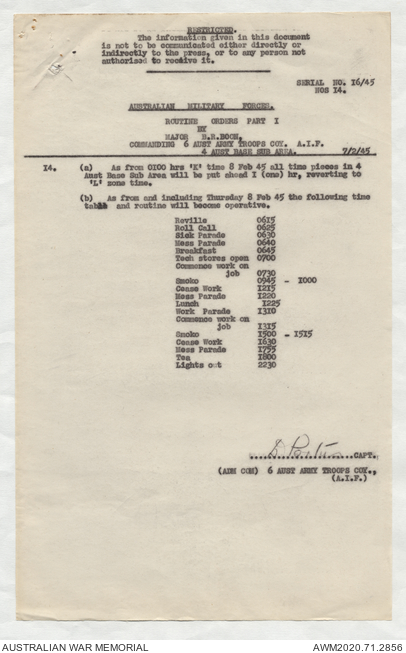 RESTRICTED.
The information given in this document
is not to be communicated either directly or
indirectly to the press, or to any person not
authorised to receive it.
SERIAL NO. 16/45
NOS 14.
AUSTRALIAN MILITARY FORCES.
ROUTINE ORDERS PART I
BY
MAJOR
COMMANDING 6 AUST ARMY TROOPS COY. A.I.F.
4 AUST BASE SUB AREA. 7/2/45
14. (a) As from 0100 hrs 'K' time 8 Feb 45 all time pieces in 4
Aust Base Sub Area will be put ahead I (one) hr, reverting to
'L' zone time.
(b) As from and including Thursday 8 Feb 45 the following time
table and routine will become operative.
Reville 0615
Roll Call 0625
Sick Parade 0630
Mess Parade 0640
Breakfast 0645
Tech stores open 0700
Commence work on
job 0730
Smoko 0945 - 1000
Cease Work 1215
Mess Parade 1220
Lunch 1225
Work Parade 1310
Commence work on
job 1315
Smoko 1500 - 1515
Cease Work 1630
Mess Parade 1755
Tea 1800
Lights out 2230
CAPT.
(ADM COM) 6 AUST ARMY TROOPS COY.,
(A.I.F.)
AUSTRALIAN WAR MEMORIAL AWM2020.71.2856